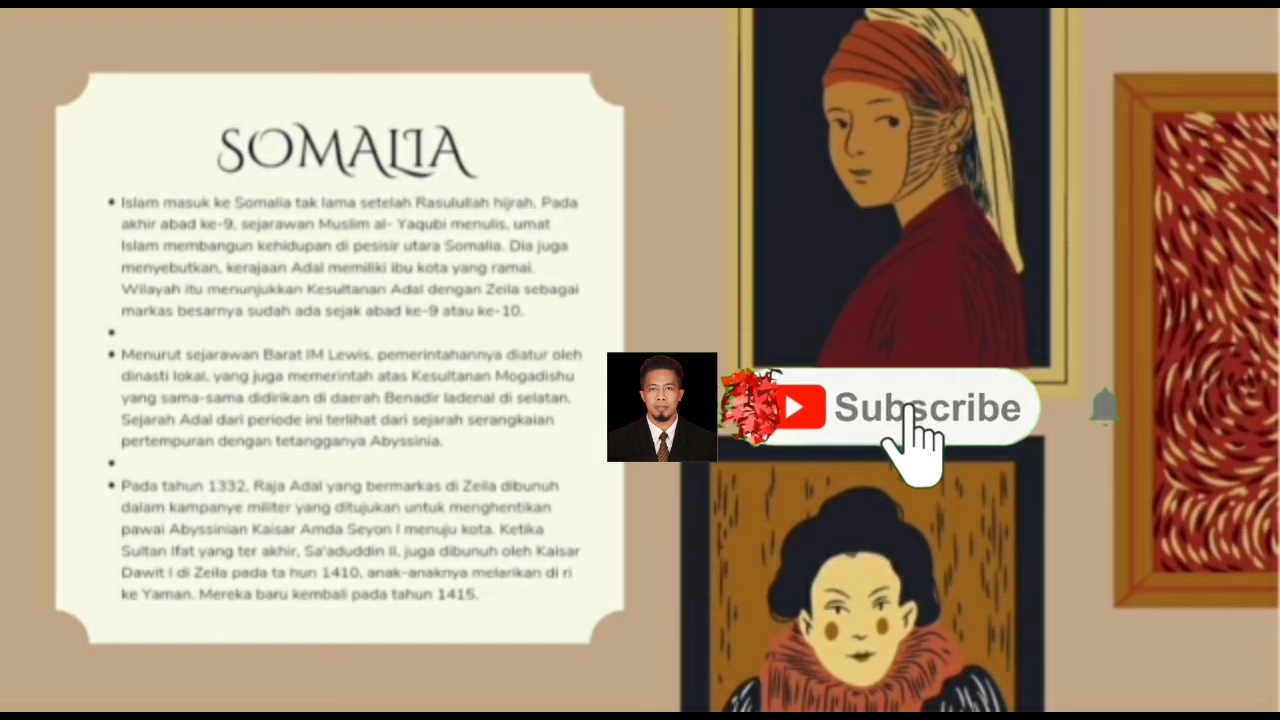 SOMALIA
• Islam masuk ke Somalia tak lama setelah Rasulullah hijrah. Pada
akhir abad ke-9, sejarawan Muslim al- Yaqubi menulis, umat
Islam membangun kehidupan di pesisir utara Somalia. Dia juga
menyebutkan, kerajaan Adal memiliki ibu kota yang ramai.
Wilayah itu menunjukkan Kesultanan Adal dengan Zeila sebagai
markas besarnya sudah ada sejak abad ke-9 atau ke-10.
•
• Menurut sejarawan Barat IM Lewis, pemerintahannya diatur oleh
dinasti lokal, yang juga memerintah atas Kesultanan Mogadishu
yang sama-sama didirikan di daerah Benadir ladenal di selatan.
Sejarah Adal dari periode ini terlihat dari sejarah serangkaian
pertempuran dengan tetangganya Abyssinia.
•
• Pada tahun 1332, Raja Adal yang bermarkas di Zeila dibunuh
dalam kampanye militer yang ditujukan untuk menghentikan
pawai Abyssinian Kaisar Amda Seyon I menuju kota. Ketika
Sultan Ifat yang ter akhir, Sa'aduddin II, juga dibunuh oleh Kaisar
Dawit I di Zeila pada ta hun 1410, anak-anaknya melarikan di ri
ke Yaman. Mereka baru kembali pada tahun 1415.
Subscribe